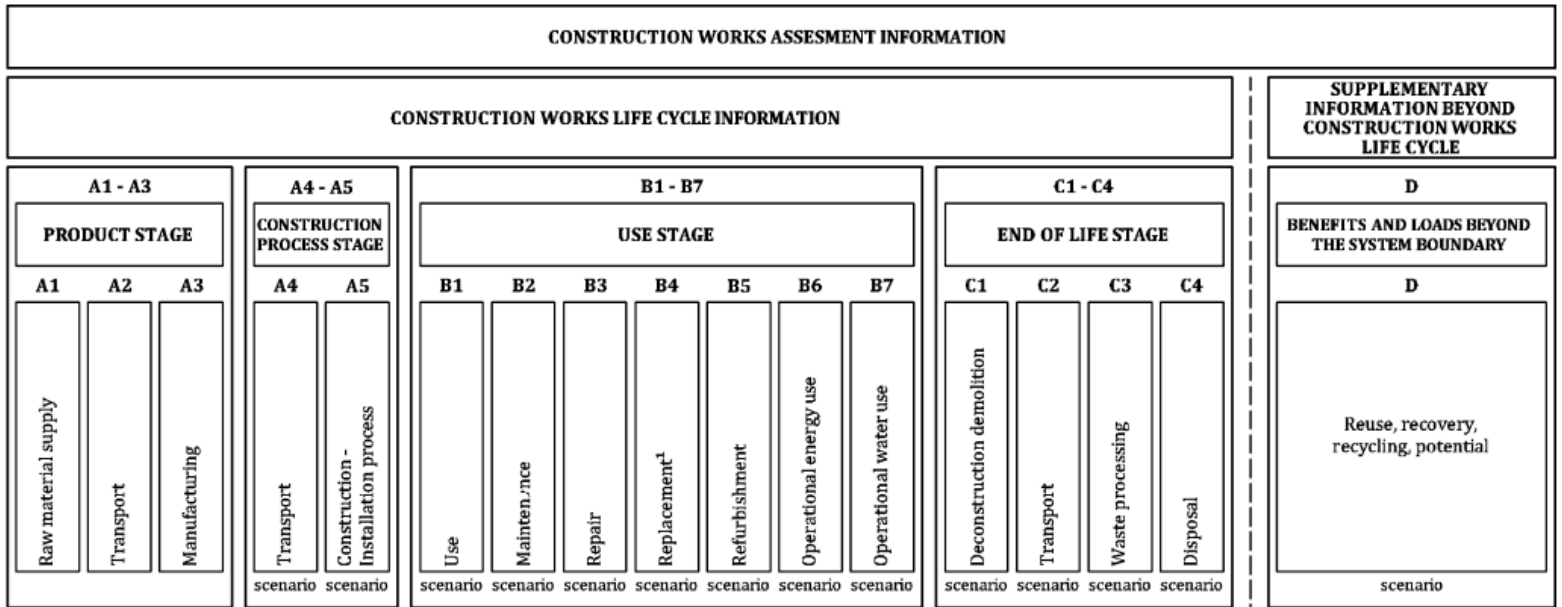 CONSTRUCTION WORKS ASSESMENT INFORMATION
CONSTRUCTION WORKS LIFE CYCLE INFORMATION
SUPPLEMENTARY
INFORMATION BEYOND
CONSTRUCTION WORKS
LIFE CYCLE
A1 - A3
PRODUCT STAGE
A1 A2 A3
Raw material supply
Transport
Manufacturing
A4 - A5
CONSTRUCTION
PROCESS STAGE
A4 A5
Transport
Construction -
Installation process
scenario scenario
B1 - B7
USE STAGE
B1 B2 B3 B4 B5 B6 B7
Use
Maintenance
Repair
Replacement¹
Refurbishment
Operational energy use
Operational water use
scenario scenario scenario scenario scenario scenario scenario
C1 - C4
END OF LIFE STAGE
C1 C2 C3 C4
Deconstruction demolition
Transport
Waste processing
Disposal
scenario scenario scenario scenario
D
BENEFITS AND LOADS BEYOND
THE SYSTEM BOUNDARY
D
Reuse, recovery,
recycling, potential
scenario